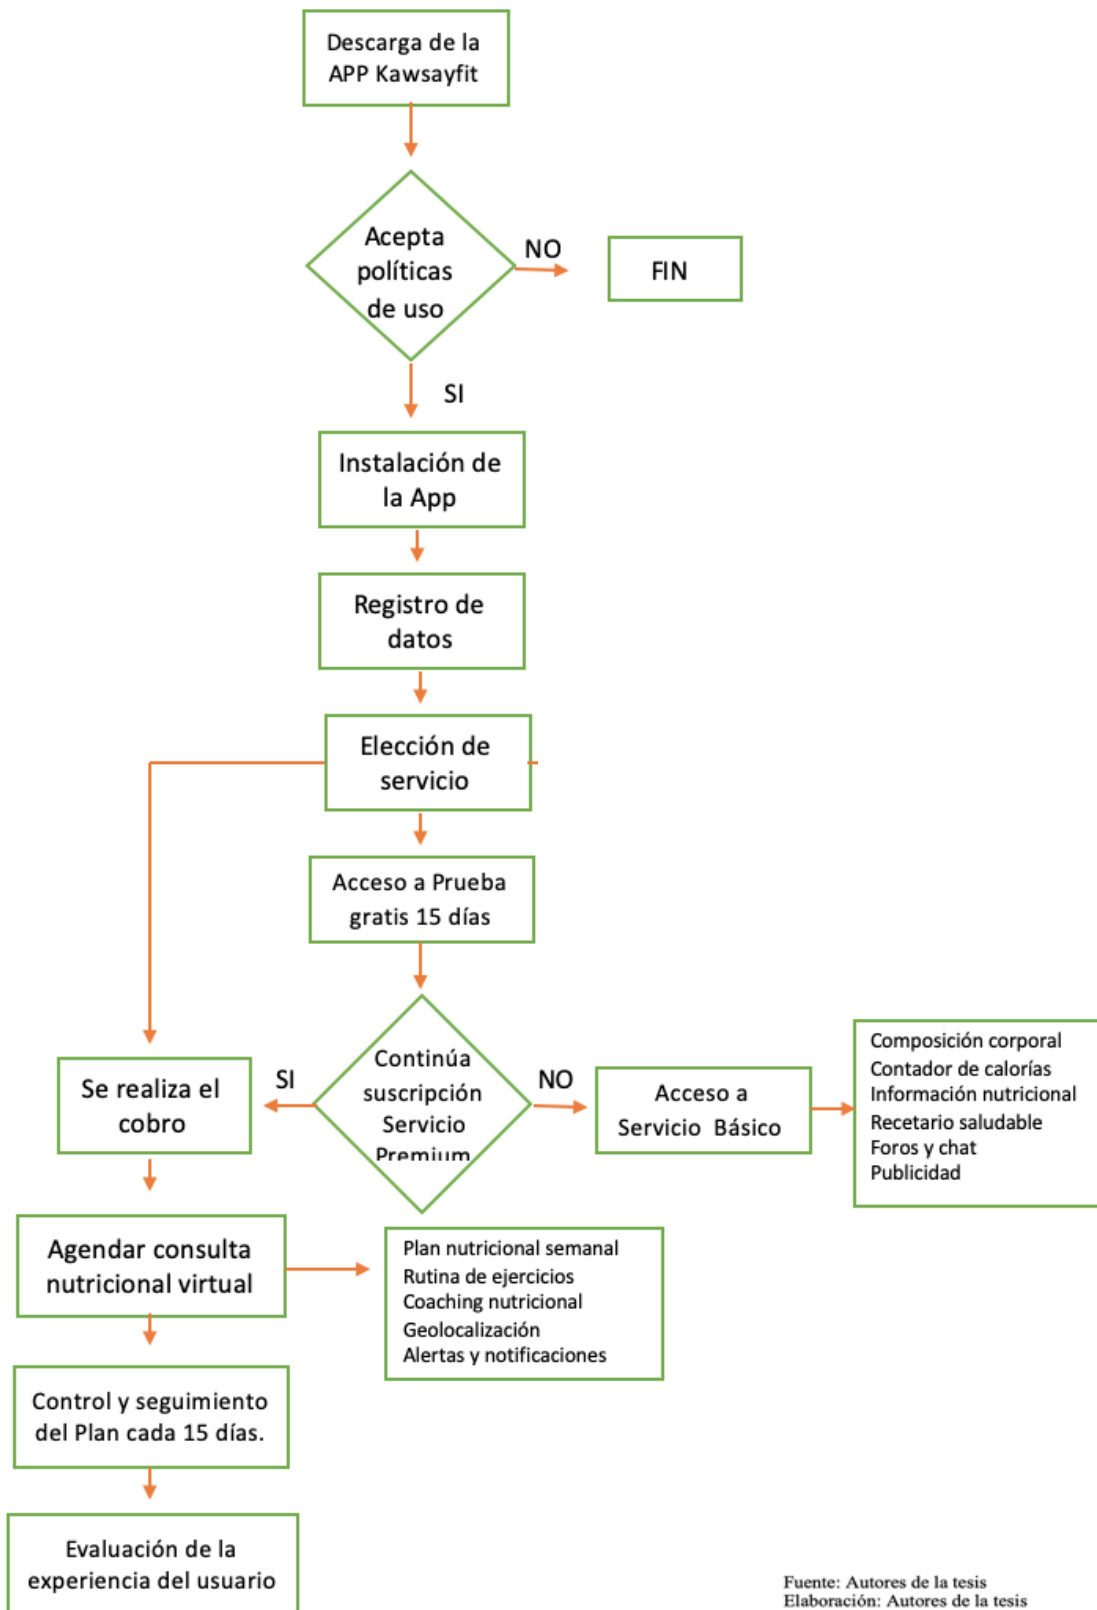 Descarga de la
APP Kawsayfit
Acepta
políticas
de uso
NO
FIN
SI
Instalación de
la App
Registro de
datos
Elección de
servicio
Acceso a Prueba
gratis 15 días
Continúa
suscripción
Servicio
Premium
SI
NO
Se realiza el
cobro
Acceso a
Servicio Básico
Composición corporal
Contador de calorías
Información nutricional
Recetario saludable
Foros y chat
Publicidad
Agendar consulta
nutricional virtual
Plan nutricional semanal
Rutina de ejercicios
Coaching nutricional
Geolocalización
Alertas y notificaciones
Control y seguimiento
del Plan cada 15 días.
Evaluación de la
experiencia del usuario
Fuente: Autores de la tesis
Elaboración: Autores de la tesis